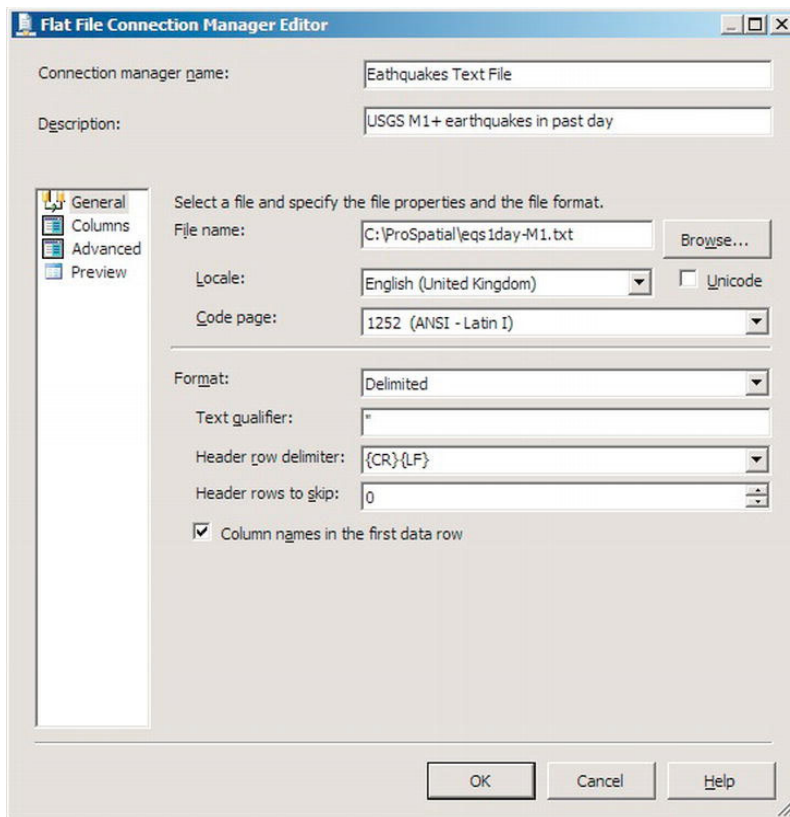 Flat File Connection Manager Editor
Connection manager name: Eathquakes Text File
Description: USGS M1+ earthquakes in past day
General
Columns
Advanced
Preview
Select a file and specify the file properties and the file format.
File name: C:\ProSpatial\eqs1day-M1.txt Browse...
Locale: English (United Kingdom) Unicode
Code page: 1252 (ANSI - Latin I)
Format: Delimited
Text qualifier: "
Header row delimiter: {CR}{LF}
Header rows to skip: 0
Column names in the first data row
OK Cancel Help